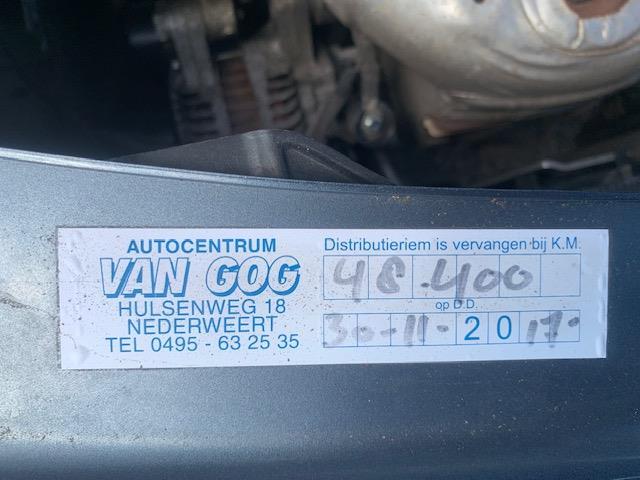 AUTOCENTRUM
VAN GOG
HULSENWEG 18
NEDERWEERT
TEL 0495 - 63 25 35
Distributieriem is vervangen bij K.M.
48.400
op D.D.
30-11-2017.